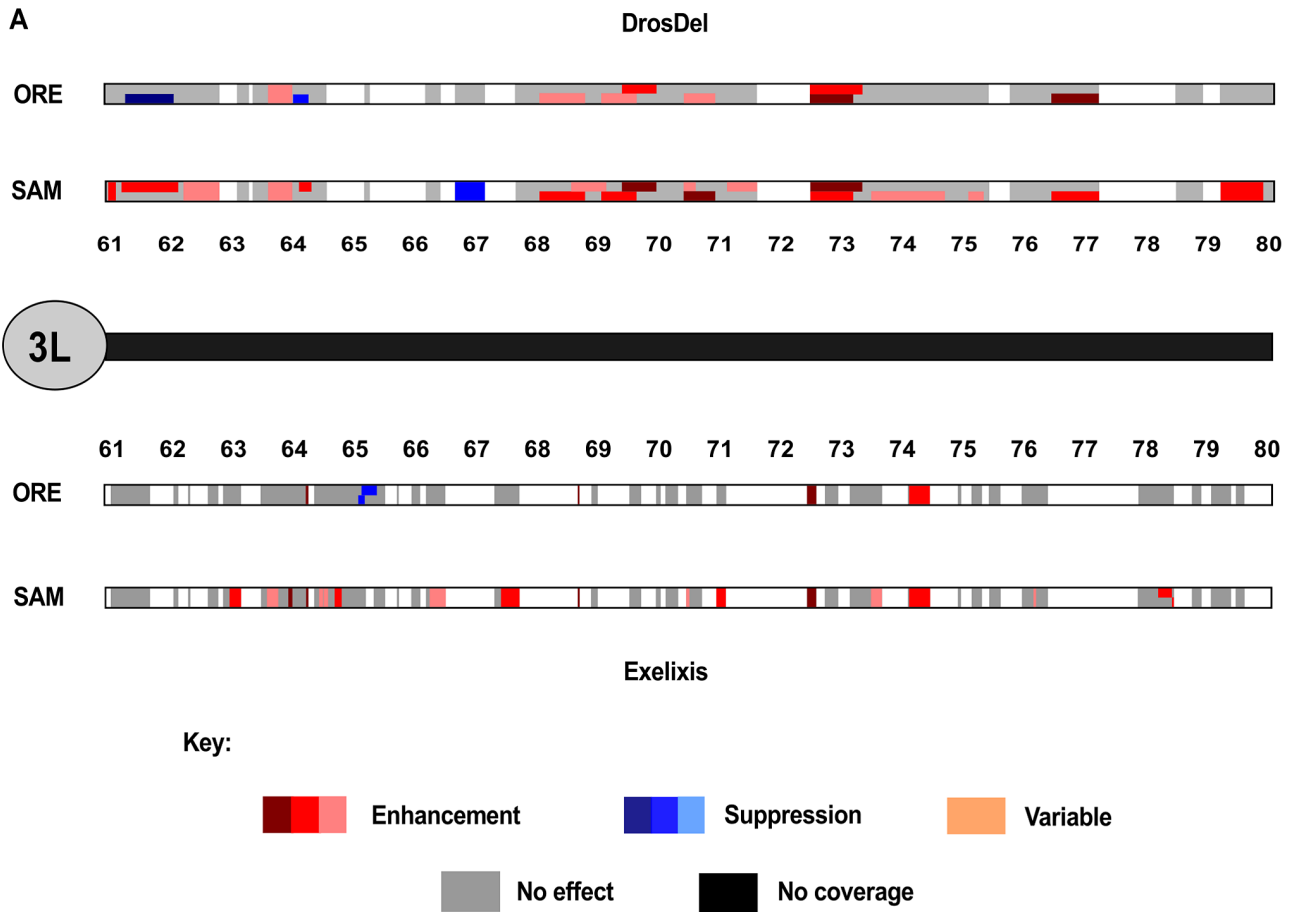 A
DrosDel
ORE
SAM
61 62 63 64 65 66 67 68 69 70 71 72 73 74 75 76 77 78 79 80
3L
61 62 63 64 65 66 67 68 69 70 71 72 73 74 75 76 77 78 79 80
ORE
SAM
Exelixis
Key:
Enhancement Suppression Variable
No effect No coverage